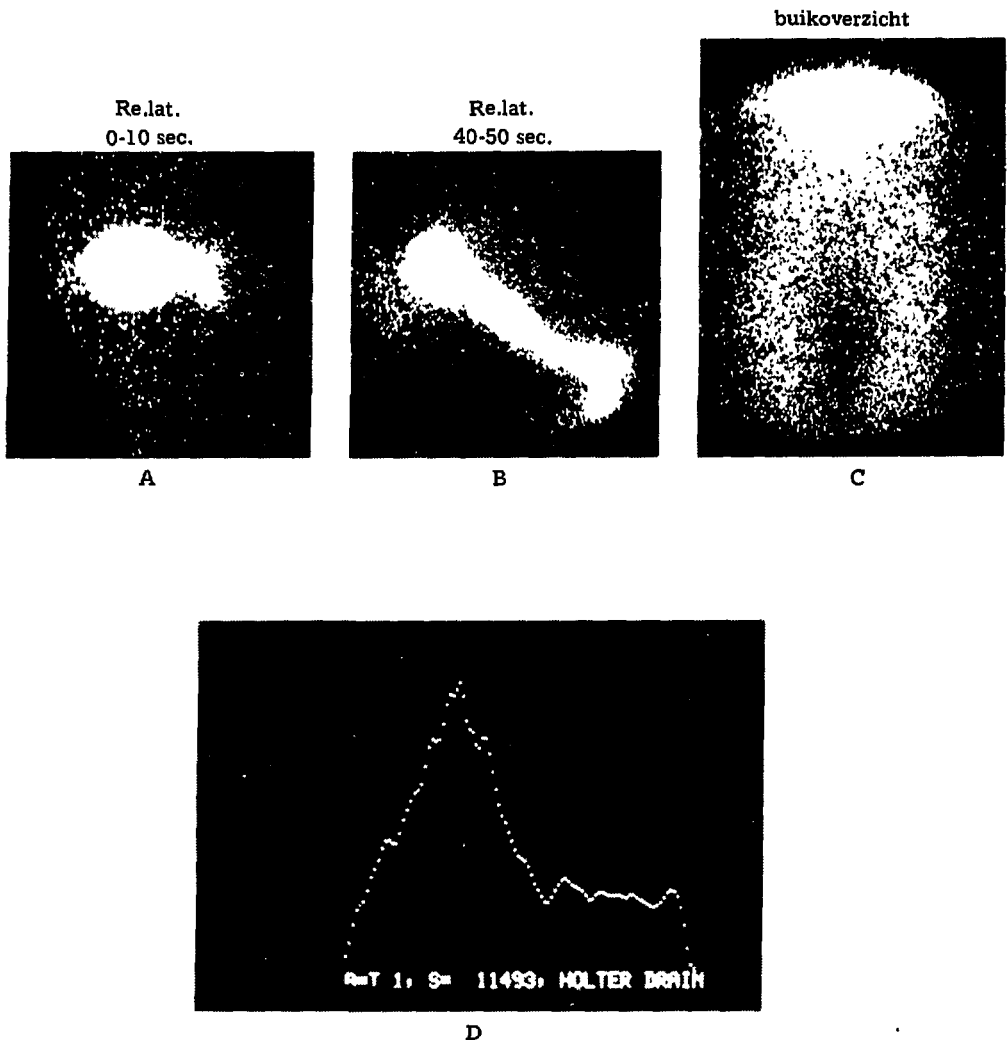 buikoverzicht
Re.lat.
0-10 sec.
Re.lat.
40-50 sec.
A
B
C
A=T 1, S= 11493, HOLTER DRAIN
D